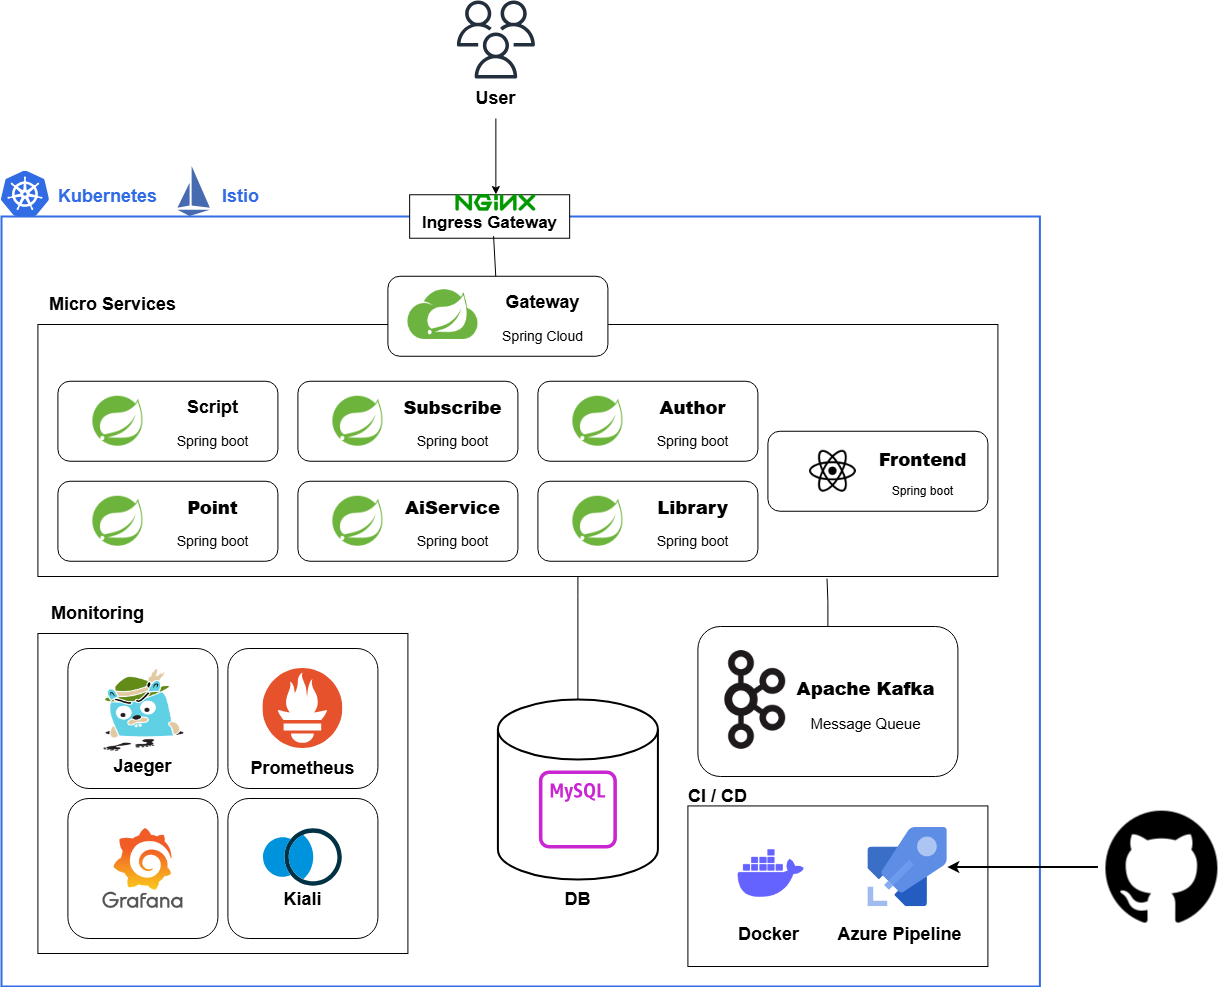 User
Kubernetes
Istio
NGINX
Ingress Gateway
Gateway
Spring Cloud
Micro Services
Script
Spring boot
Subscribe
Spring boot
Author
Spring boot
Frontend
Spring boot
Point
Spring boot
AiService
Spring boot
Library
Spring boot
Monitoring
Jaeger
Prometheus
Grafana
Kiali
MySQL
DB
Apache Kafka
Message Queue
CI / CD
Docker
Azure Pipeline